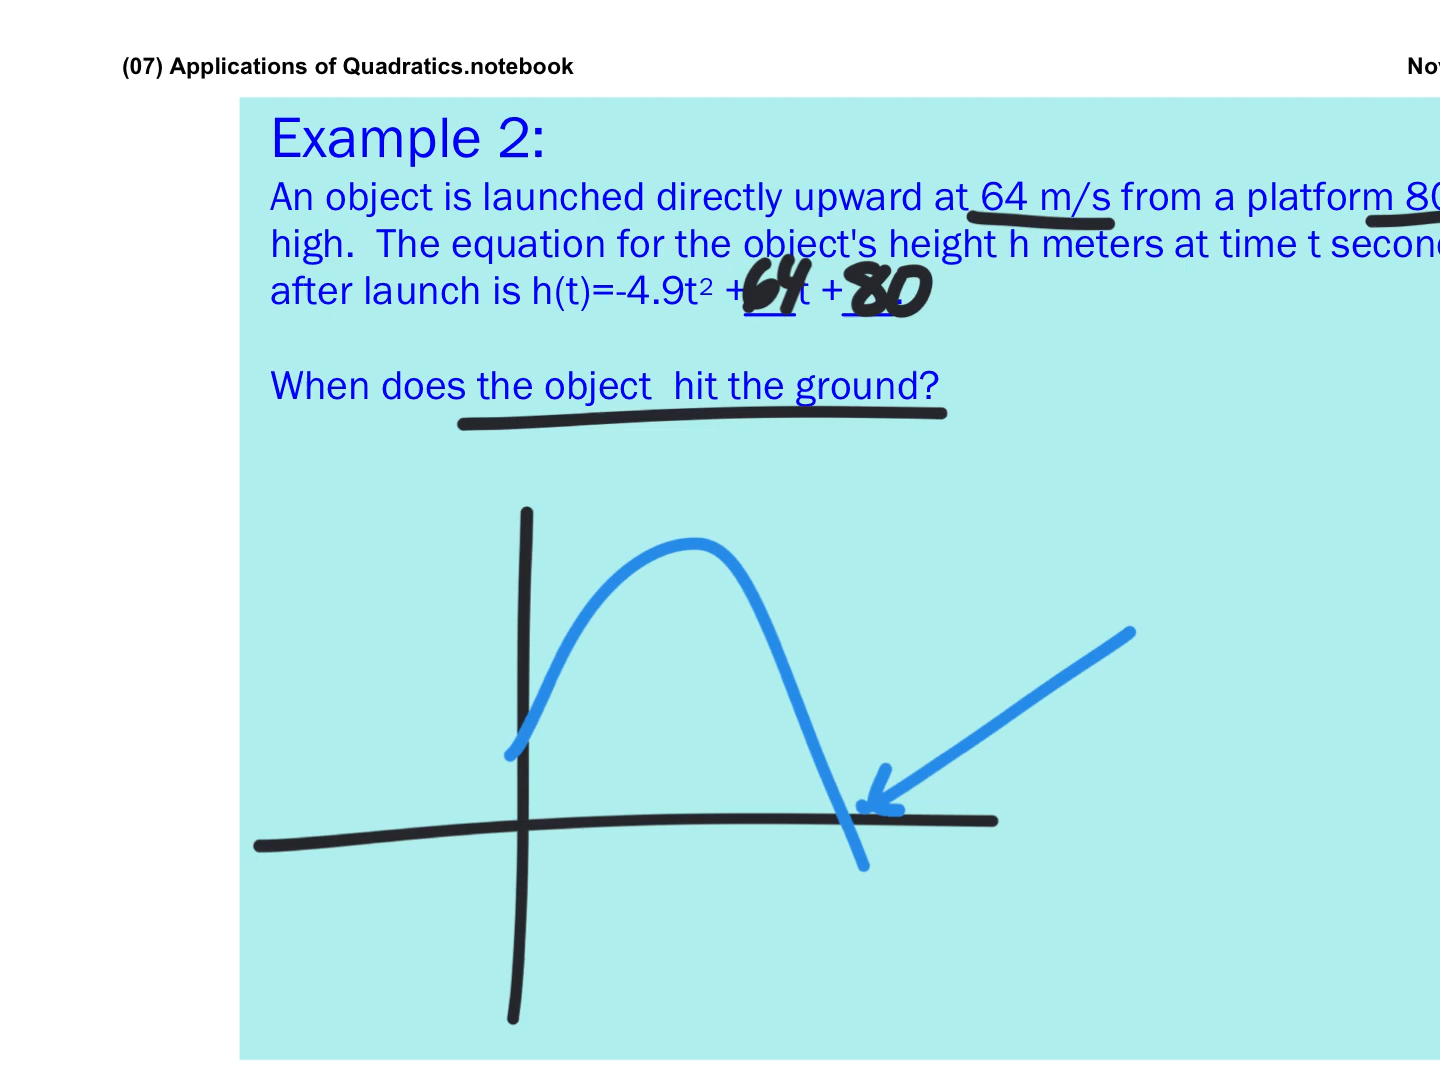 (07) Applications of Quadratics.notebook
Example 2:
An object is launched directly upward at 64 m/s from a platform 80
high. The equation for the object's height h meters at time t
after launch is h(t)=-4.9t² + 64 t + 80.
When does the object hit the ground?